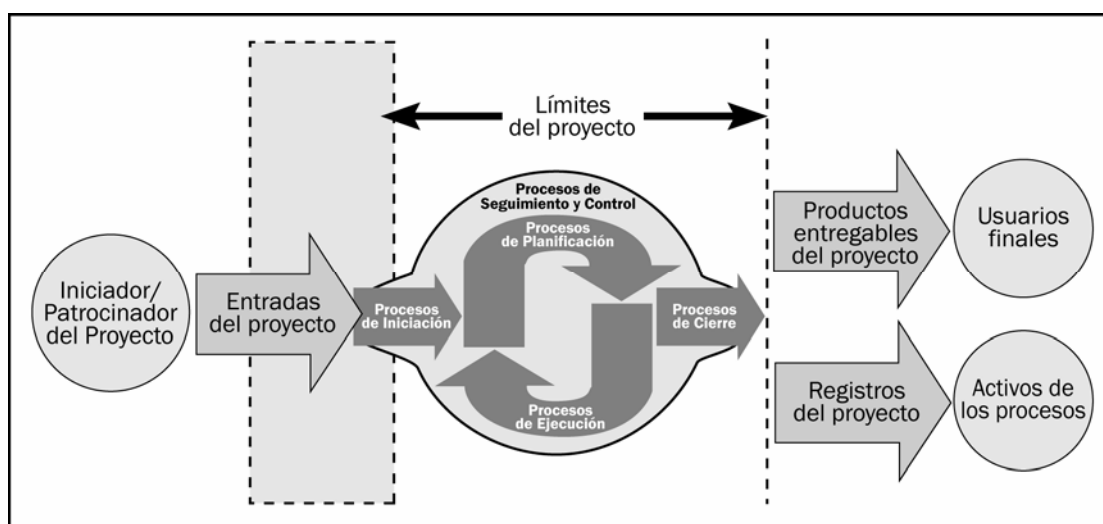 Límites
del proyecto
Procesos de
Seguimiento y Control
Procesos
de Planificación
Iniciador/
Patrocinador
del Proyecto
Entradas
del proyecto
Procesos
de Iniciación
Procesos
de Cierre
Procesos
de Ejecución
Productos
entregables
del proyecto
Usuarios
finales
Registros
del proyecto
Activos de
los procesos